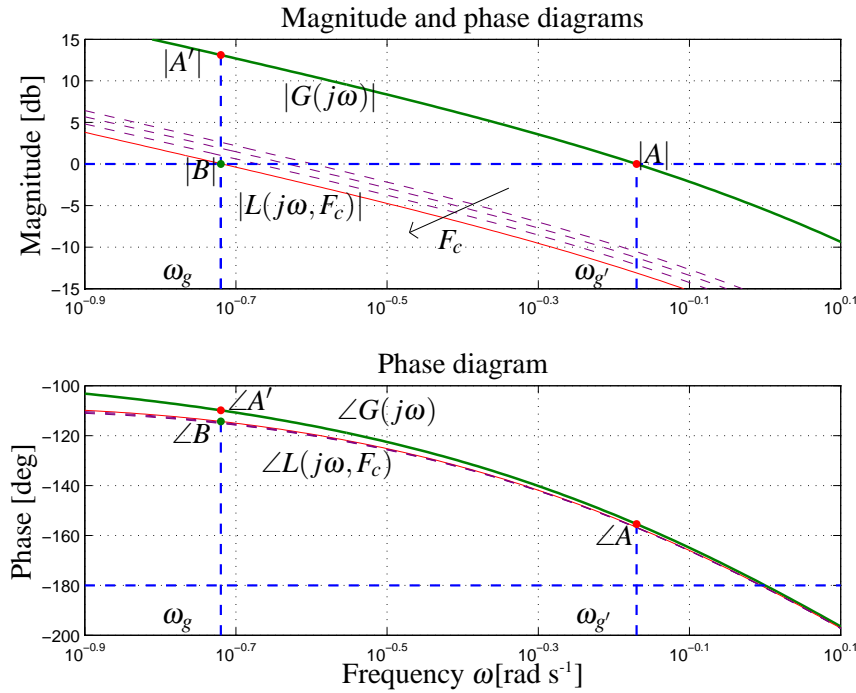 Magnitude and phase diagrams
Magnitude [db]
15
10
5
0
−5
−10
−15
|A′|
|G(jω)|
|A|
|B|
|L(jω, F_c)|
F_c
ω_g
ω_g′
10^−0.9
10^−0.7
10^−0.5
10^−0.3
10^−0.1
10^0.1
Phase diagram
Phase [deg]
-100
-120
-140
-160
-180
-200
∠A′
∠G(jω)
∠B
∠L(jω, F_c)
∠A
ω_g
ω_g′
10^−0.9
10^−0.7
10^−0.5
10^−0.3
10^−0.1
10^0.1
Frequency ω[rad s^-1]